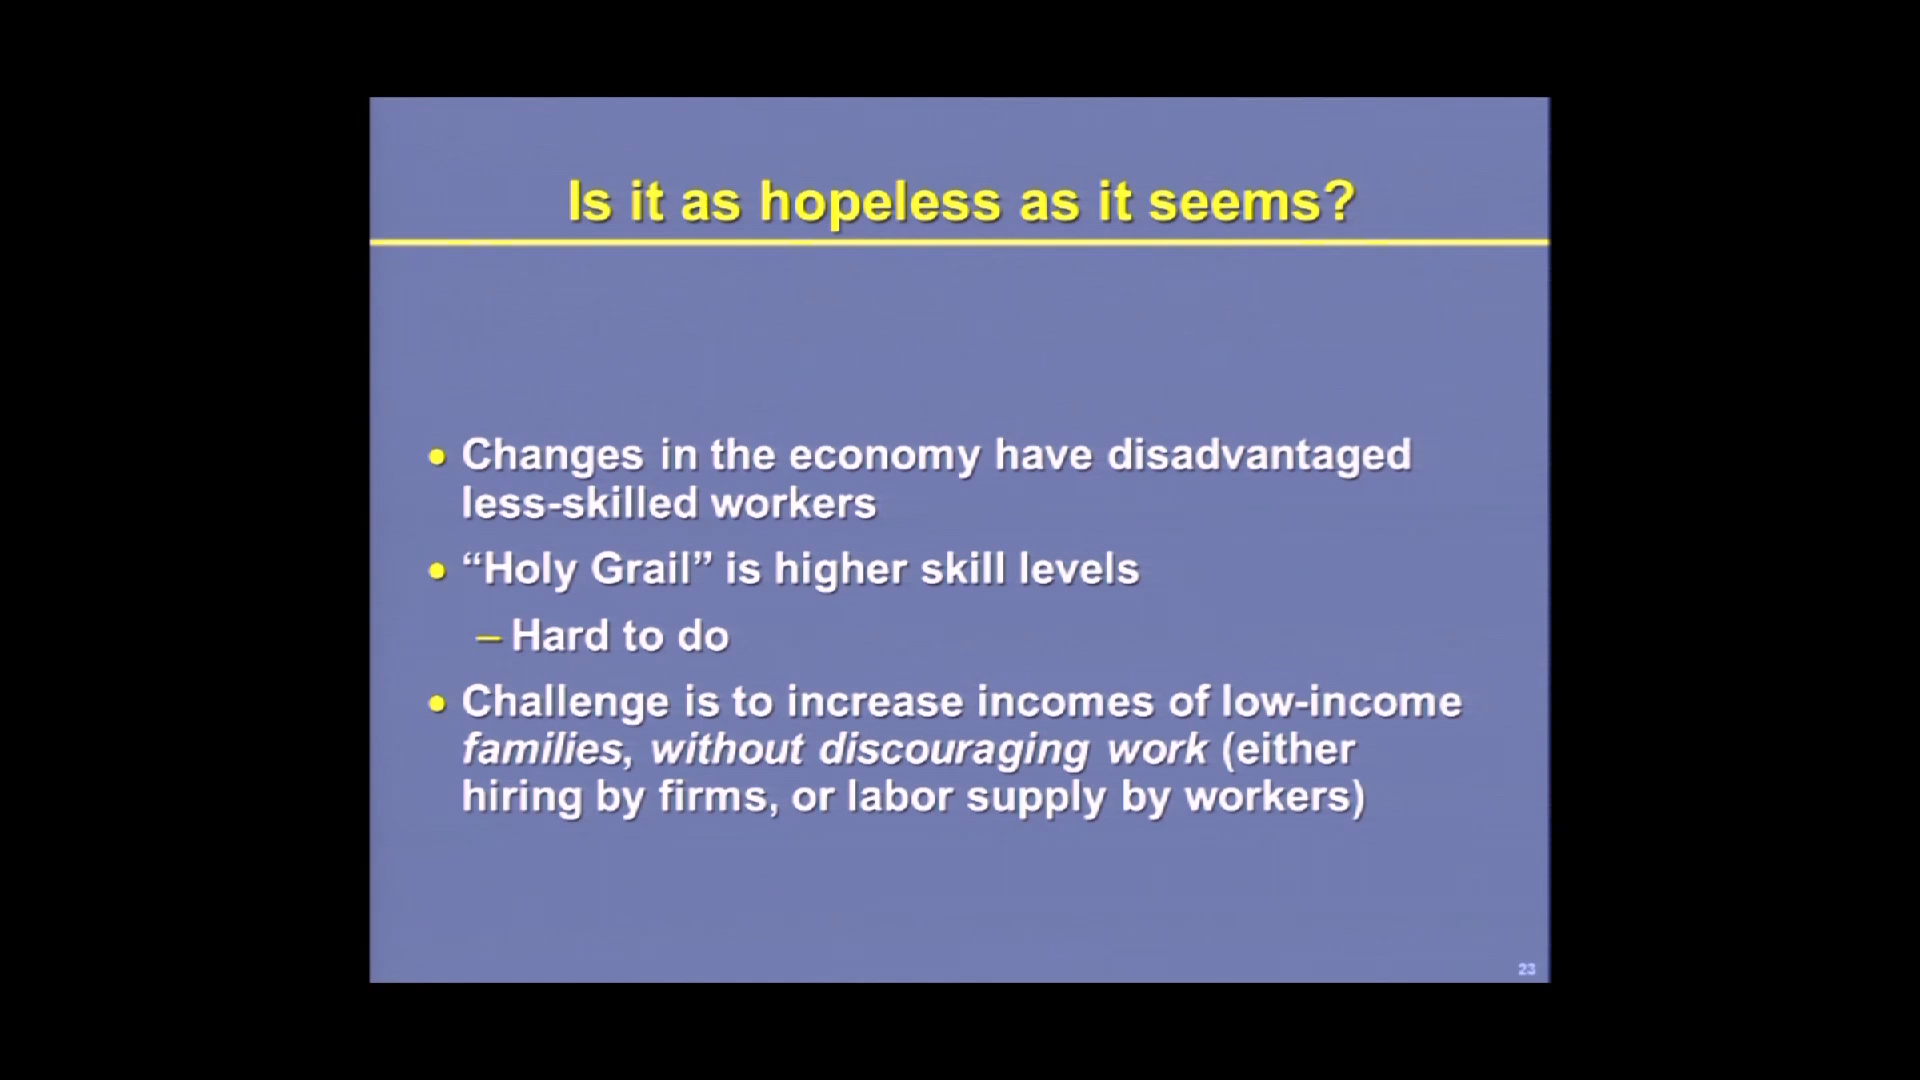 Is it as hopeless as it seems?
• Changes in the economy have disadvantaged
less-skilled workers
• “Holy Grail” is higher skill levels
– Hard to do
• Challenge is to increase incomes of low-income
families, without discouraging work (either
hiring by firms, or labor supply by workers)
23